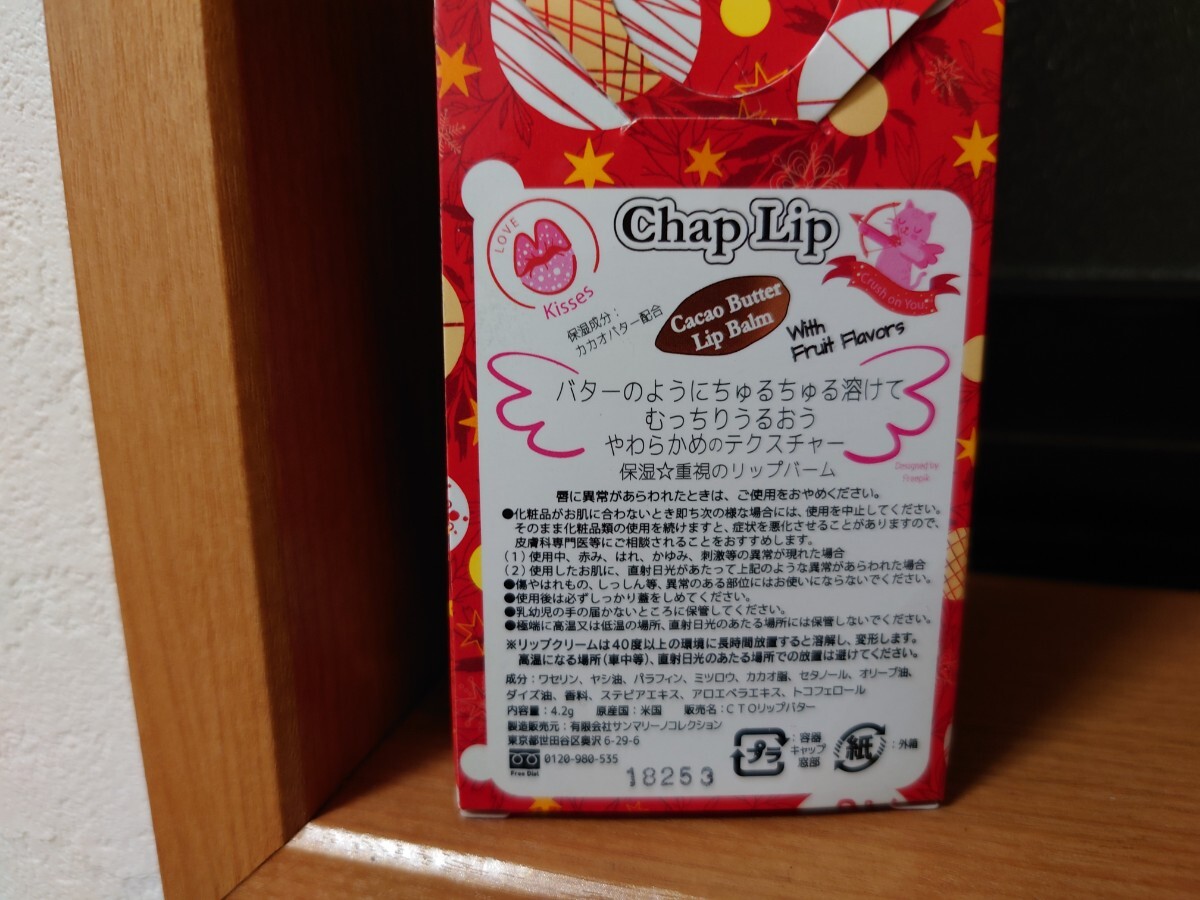 Chap Lip
LOVE
Kisses
Crush on You
保湿成分：
カカオバター配合
Cacao Butter
Lip Balm
With
Fruit Flavors
バターのようにちゅるちゅる溶けて
むっちりうるおう
やわらかめのテクスチャー
保湿☆重視のリップバーム
Designed by
Freepik
唇に異常があらわれたときは、ご使用をおやめください。
●化粧品がお肌に合わないとき即ち次の様な場合には、使用を中止してください。
そのまま化粧品類の使用を続けますと、症状を悪化させることがありますので、
皮膚科専門医等にご相談されることをおすすめします。
（1）使用中、赤み、はれ、かゆみ、刺激等の異常が現れた場合
（2）使用したお肌に、直射日光があたって上記のような異常があらわれた場合
●傷やはれもの、しっしん等、異常のある部位にはお使いにならないでください。
●使用後は必ずしっかり蓋をしめてください。
●乳幼児の手の届かないところに保管してください。
●極端に高温又は低温の場所、直射日光のあたる場所には保管しないでください。
※リップクリームは40度以上の環境に長時間放置すると溶解し、変形します。
高温になる場所（車中等）、直射日光のあたる場所での放置は避けてください。
成分：ワセリン、ヤシ油、パラフィン、ミツロウ、カカオ脂、セタノール、オリーブ油、
ダイズ油、香料、ステビアエキス、アロエベラエキス、トコフェロール
内容量：4.2g 原産国：米国 販売名：CTOリップバター
製造販売元：有限会社サンマリーノコレクション
東京都世田谷区奥沢6-29-6
Free Dial
0120-980-535
18253
プラ
：容器
キャップ
窓部
紙
：外箱